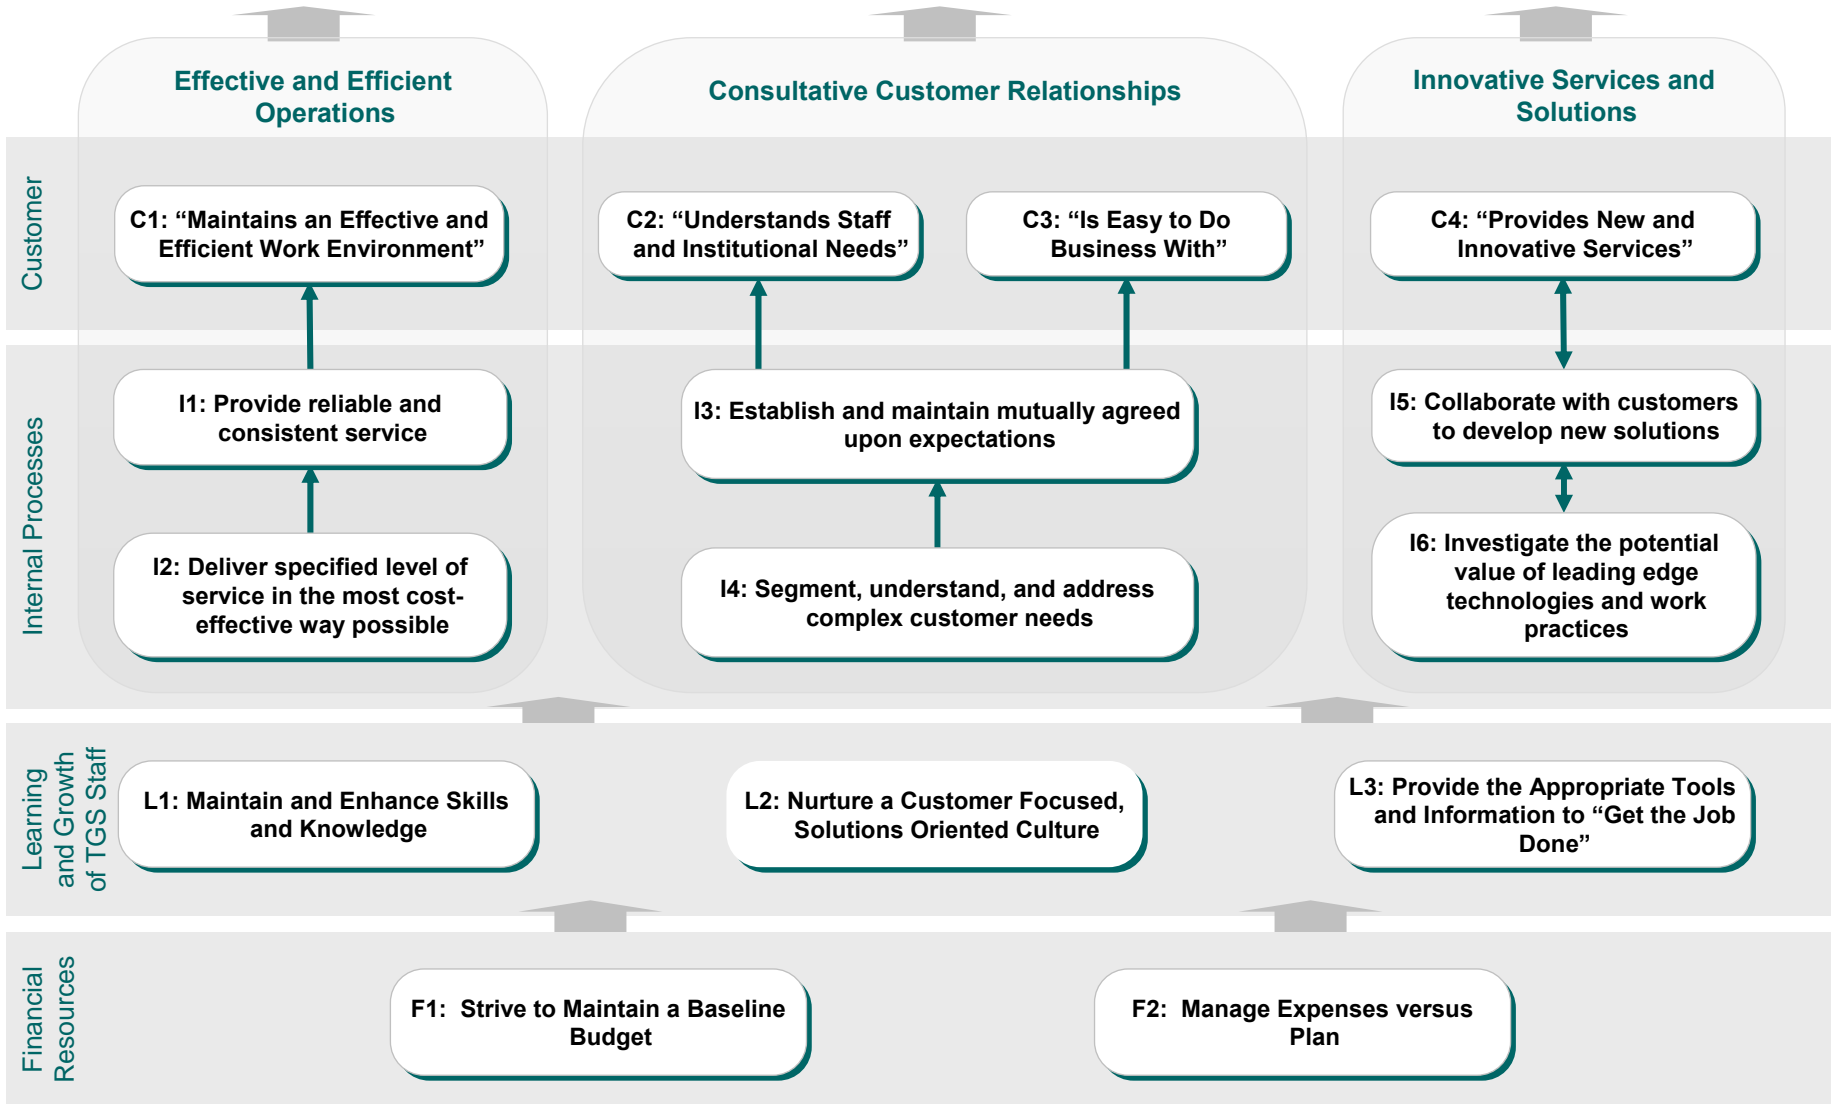 Effective and Efficient
Operations
Consultative Customer Relationships
Innovative Services and
Solutions
Customer
C1: “Maintains an Effective and
Efficient Work Environment”
C2: “Understands Staff
and Institutional Needs”
C3: “Is Easy to Do
Business With”
C4: “Provides New and
Innovative Services”
Internal Processes
I1: Provide reliable and
consistent service
I3: Establish and maintain mutually agreed
upon expectations
I5: Collaborate with customers
to develop new solutions
I2: Deliver specified level of
service in the most cost-
effective way possible
I4: Segment, understand, and address
complex customer needs
I6: Investigate the potential
value of leading edge
technologies and work
practices
Learning
and Growth
of TGS Staff
L1: Maintain and Enhance Skills
and Knowledge
L2: Nurture a Customer Focused,
Solutions Oriented Culture
L3: Provide the Appropriate Tools
and Information to “Get the Job
Done”
Financial
Resources
F1:  Strive to Maintain a Baseline
Budget
F2:  Manage Expenses versus
Plan